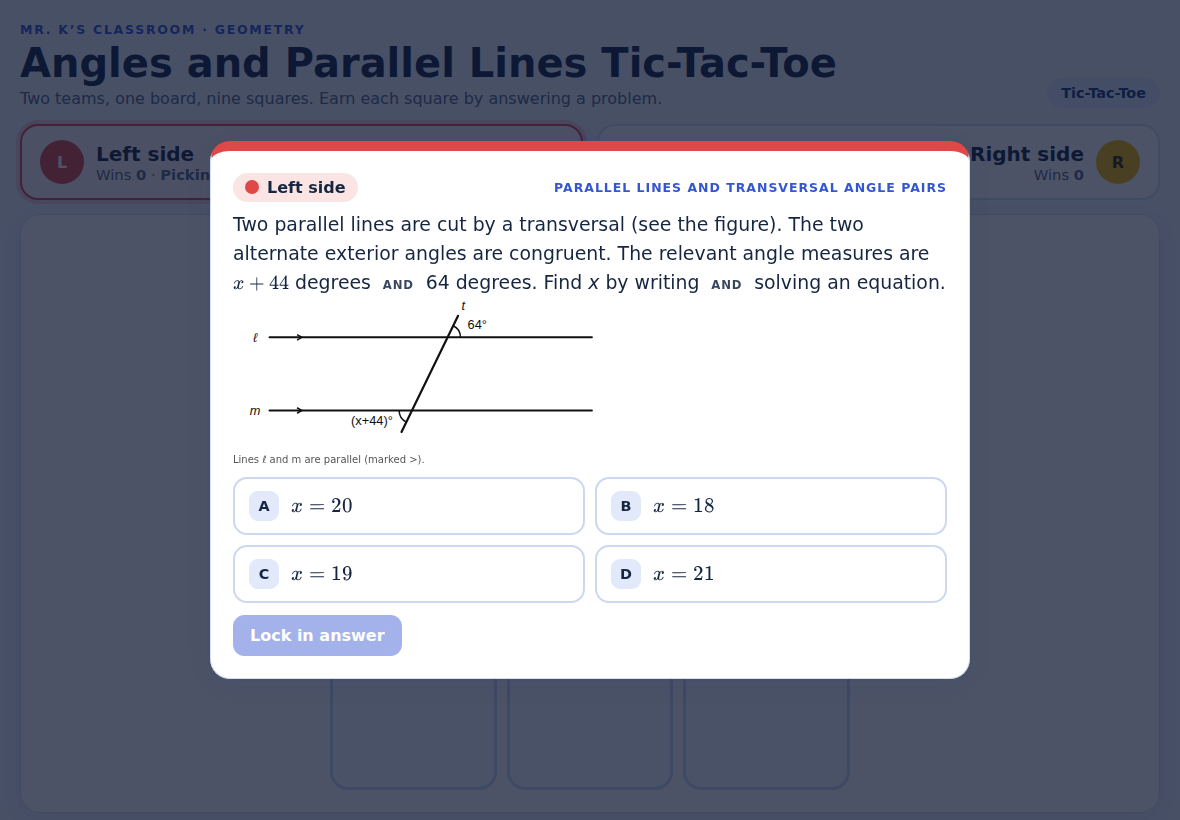 MR. K’S CLASSROOM · GEOMETRY
Angles and Parallel Lines Tic-Tac-Toe
Two teams, one board, nine squares. Earn each square by answering a problem.
Tic-Tac-Toe
L
Left side
Wins 0 · Pickin
Right side
Wins 0
R
Left side
PARALLEL LINES AND TRANSVERSAL ANGLE PAIRS
Two parallel lines are cut by a transversal (see the figure). The two
alternate exterior angles are congruent. The relevant angle measures are
x + 44 degrees AND 64 degrees. Find x by writing AND solving an equation.
t
64°
ℓ
m
(x+44)°
Lines ℓ and m are parallel (marked >).
A x = 20
B x = 18
C x = 19
D x = 21
Lock in answer